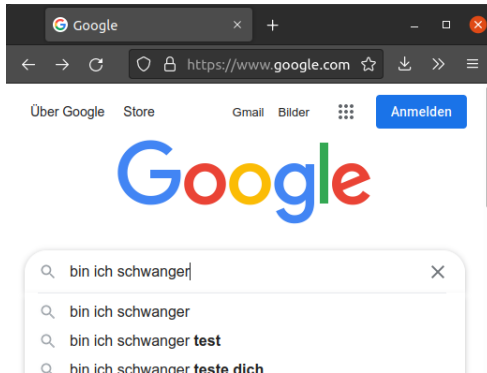 Google
https://www.google.com
Über Google Store Gmail Bilder Anmelden
Google
bin ich schwanger
bin ich schwanger
bin ich schwanger test
bin ich schwanger teste dich